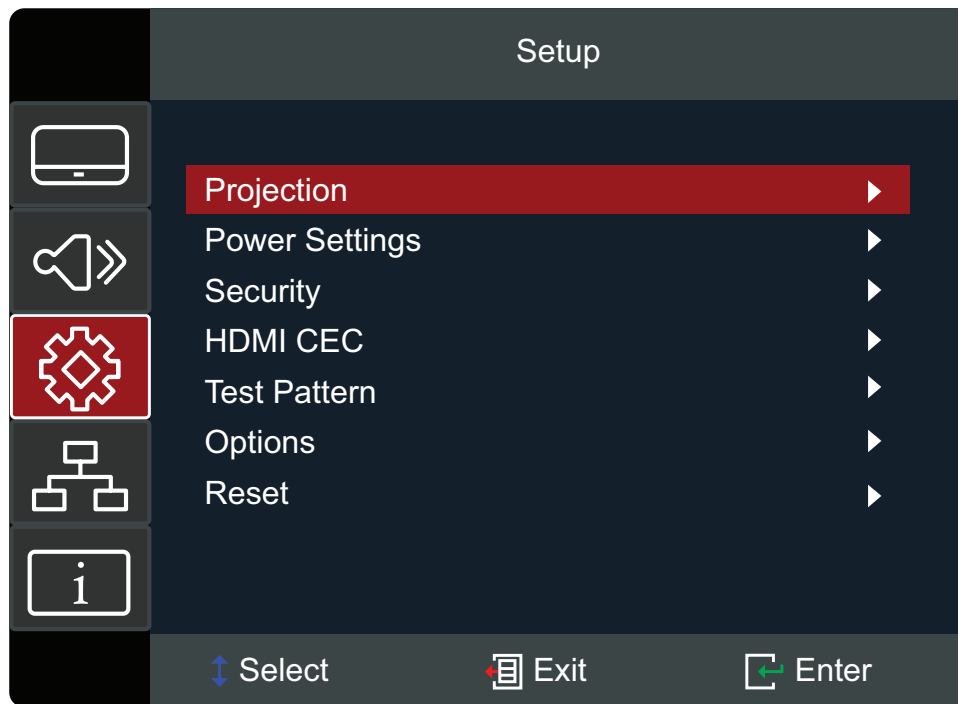 Setup
Projection
Power Settings
Security
HDMI CEC
Test Pattern
Options
Reset
i
Select Exit Enter